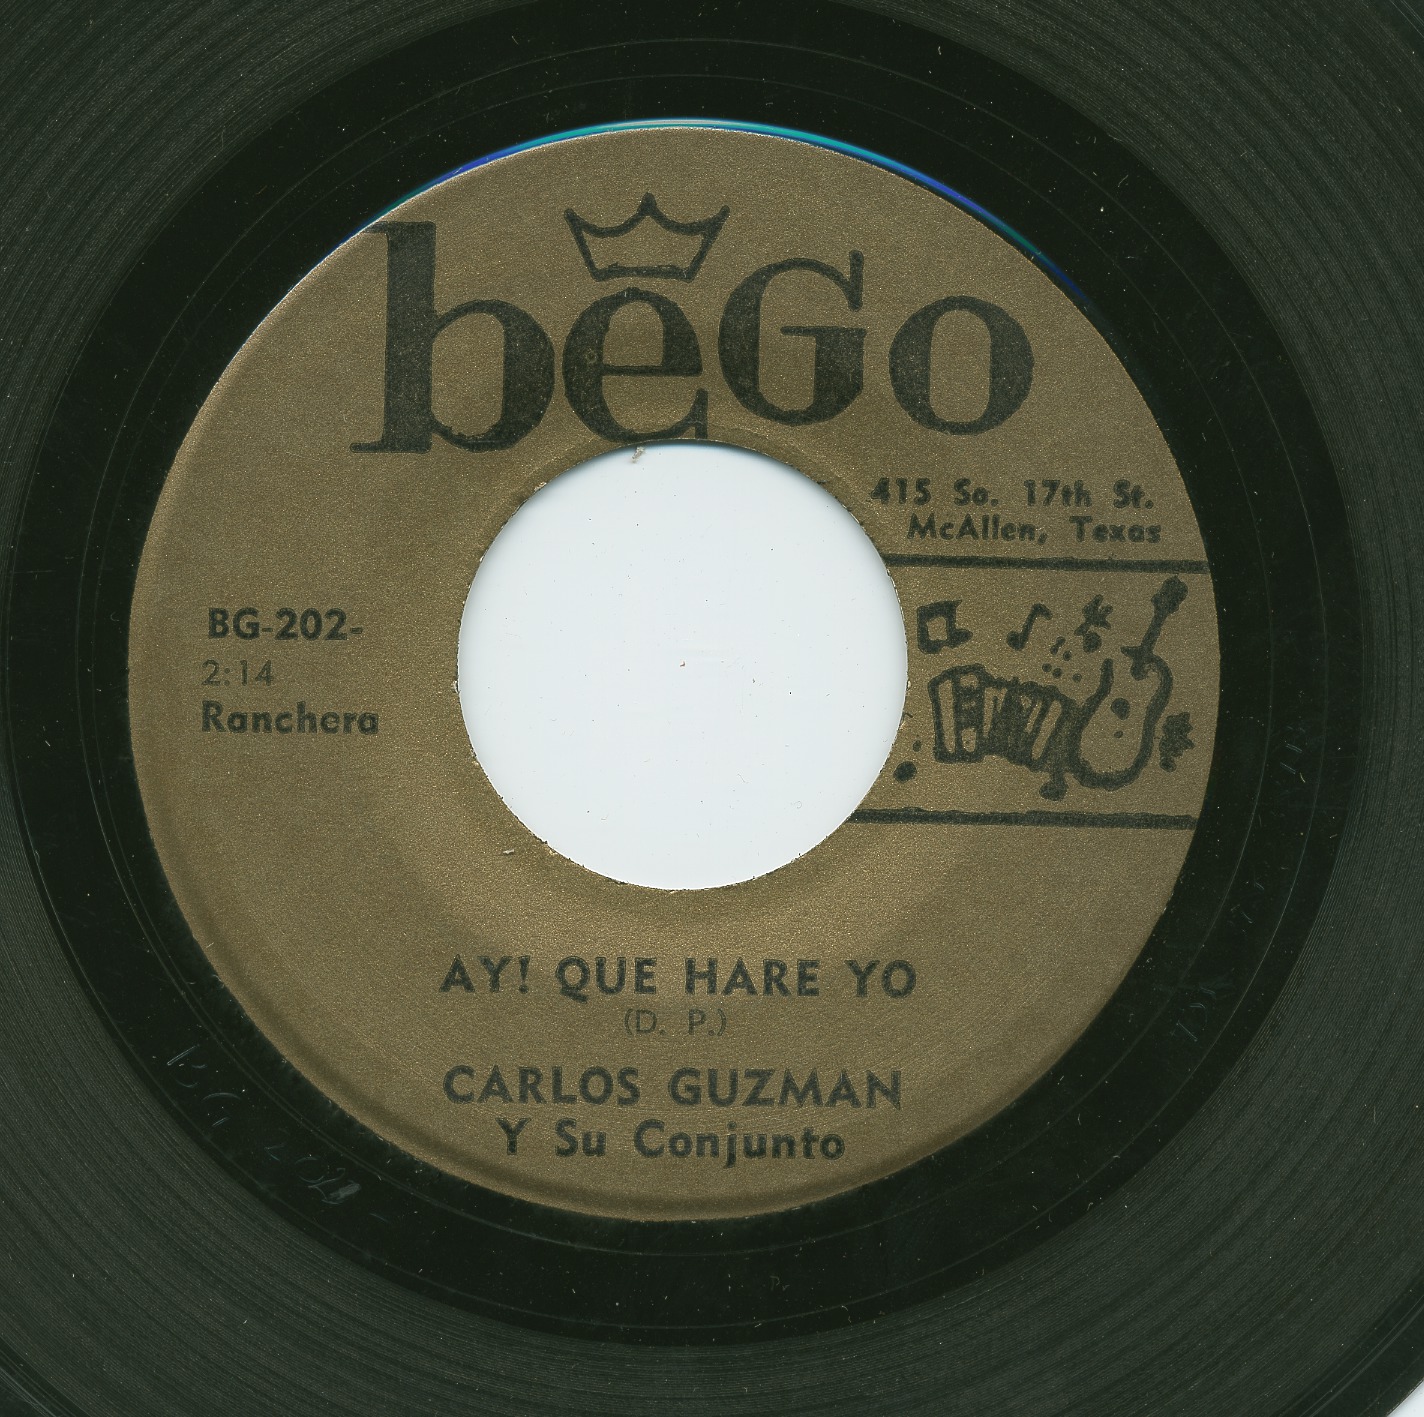 beGo
415 So. 17th St.
McAllen, Texas
BG-202-
2:14
Ranchera
AY! QUE HARE YO
(D. P.)
CARLOS GUZMAN
Y Su Conjunto